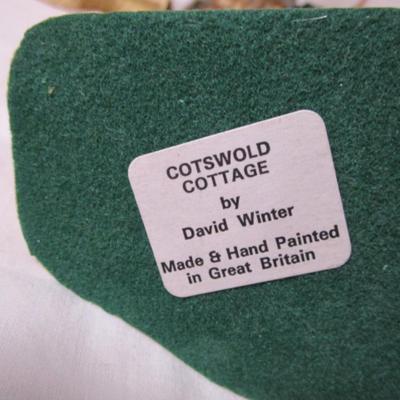 COTSWOLD
COTTAGE
by
David Winter
Made & Hand Painted
in Great Britain